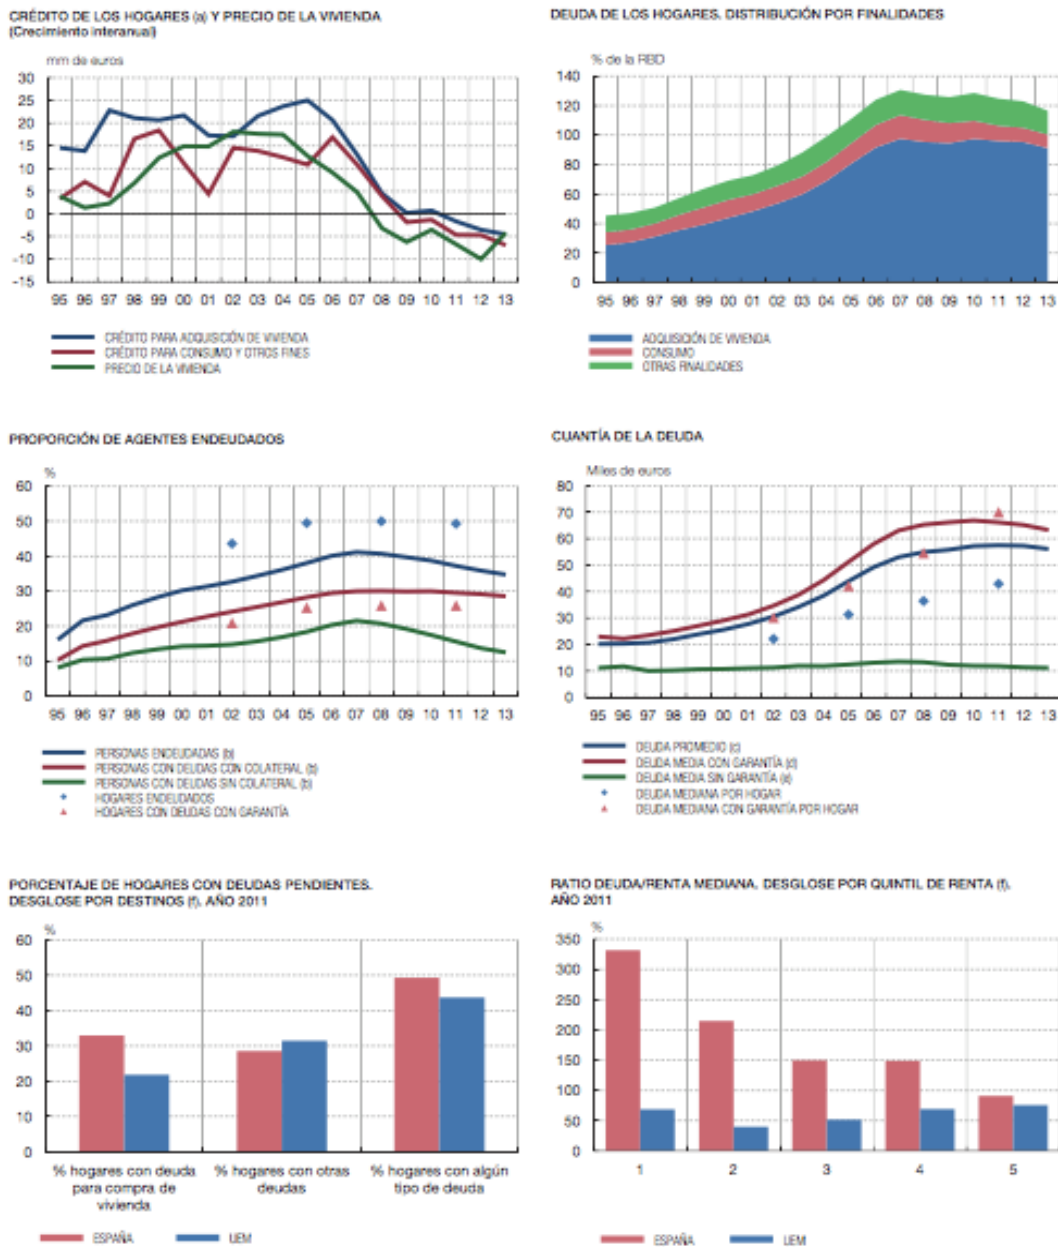 CRÉDITO DE LOS HOGARES (a) Y PRECIO DE LA VIVIENDA
(Crecimiento interanual)
mm de euros
30
25
20
15
10
5
0
-5
-10
-15
95 96 97 98 99 00 01 02 03 04 05 06 07 08 09 10 11 12 13
CRÉDITO PARA ADQUISICIÓN DE VIVIENDA
CRÉDITO PARA CONSUMO Y OTROS FINES
PRECIO DE LA VIVIENDA
DEUDA DE LOS HOGARES. DISTRIBUCIÓN POR FINALIDADES
% de la RBD
140
120
100
80
60
40
20
0
95 96 97 98 99 00 01 02 03 04 05 06 07 08 09 10 11 12 13
ADQUISICIÓN DE VIVIENDA
CONSUMO
OTRAS FINALIDADES
PROPORCIÓN DE AGENTES ENDEUDADOS
%
60
50
40
30
20
10
0
95 96 97 98 99 00 01 02 03 04 05 06 07 08 09 10 11 12 13
PERSONAS ENDEUDADAS (b)
PERSONAS CON DEUDAS CON COLATERAL (b)
PERSONAS CON DEUDAS SIN COLATERAL (b)
HOGARES ENDEUDADOS
HOGARES CON DEUDAS CON GARANTÍA
CUANTÍA DE LA DEUDA
Miles de euros
80
70
60
50
40
30
20
10
0
95 96 97 98 99 00 01 02 03 04 05 06 07 08 09 10 11 12 13
DEUDA PROMEDIO (c)
DEUDA MEDIA CON GARANTÍA (d)
DEUDA MEDIA SIN GARANTÍA (e)
DEUDA MEDIANA POR HOGAR
DEUDA MEDIANA CON GARANTÍA POR HOGAR
PORCENTAJE DE HOGARES CON DEUDAS PENDIENTES.
DESGLOSE POR DESTINOS (f). AÑO 2011
%
60
50
40
30
20
10
0
% hogares con deuda
para compra de
vivienda
% hogares con otras
deudas
% hogares con algún
tipo de deuda
ESPAÑA
UEM
RATIO DEUDA/RENTA MEDIANA. DESGLOSE POR QUINTIL DE RENTA (f).
AÑO 2011
%
350
300
250
200
150
100
50
0
1 2 3 4 5
ESPAÑA
UEM